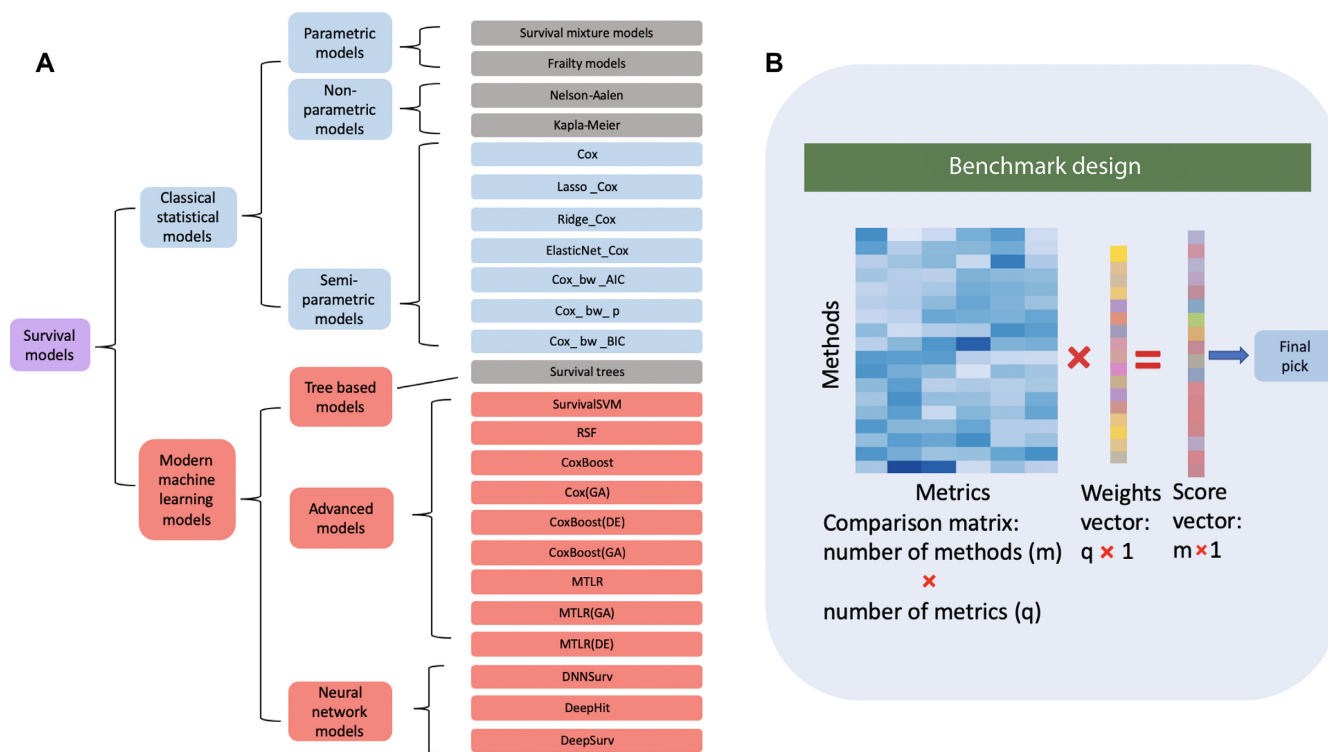 A
Survival
models
Classical
statistical
models
Modern
machine
learning
models
Parametric
models
Non-
parametric
models
Semi-
parametric
models
Tree based
models
Advanced
models
Neural
network
models
Survival mixture models
Frailty models
Nelson-Aalen
Kapla-Meier
Cox
Lasso _Cox
Ridge_Cox
ElasticNet_Cox
Cox_bw _AIC
Cox_ bw_ p
Cox_ bw _BIC
Survival trees
SurvivalSVM
RSF
CoxBoost
Cox(GA)
CoxBoost(DE)
CoxBoost(GA)
MTLR
MTLR(GA)
MTLR(DE)
DNNSurv
DeepHit
DeepSurv
B
Benchmark design
Methods
×
=
Final
pick
Metrics
Comparison matrix:
number of methods (m)
×
number of metrics (q)
Weights
vector:
q × 1
Score
vector:
m×1